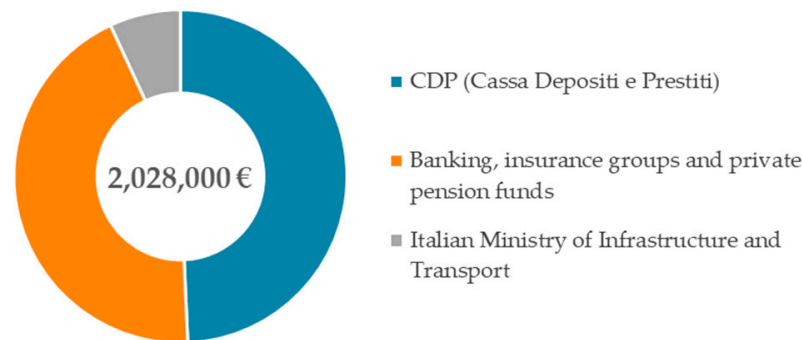 2,028,000 €
CDP (Cassa Depositi e Prestiti)
Banking, insurance groups and private
pension funds
Italian Ministry of Infrastructure and
Transport